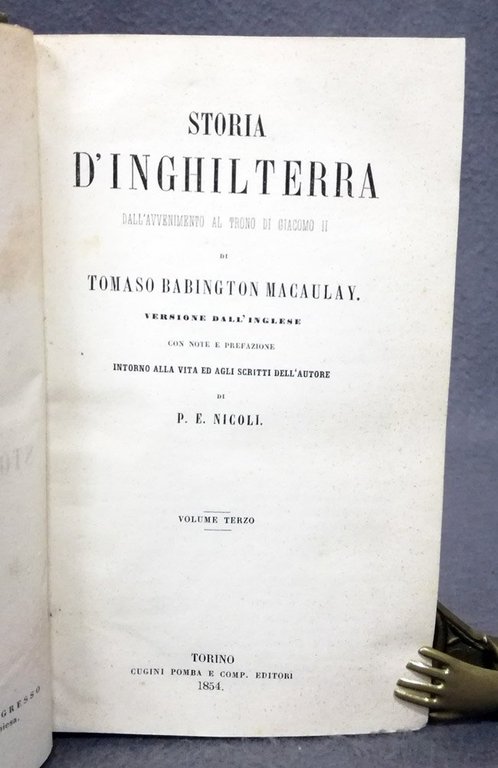 STORIA
D'INGHILTERRA
DALL'AVVENIMENTO AL TRONO DI GIACOMO II
DI
TOMASO BABINGTON MACAULAY.
VERSIONE DALL'INGLESE
CON NOTE E PREFAZIONE
INTORNO ALLA VITA ED AGLI SCRITTI DELL'AUTORE
DI
P. E. NICOLI.
VOLUME TERZO
TORINO
CUGINI POMBA E COMP. EDITORI
1854.